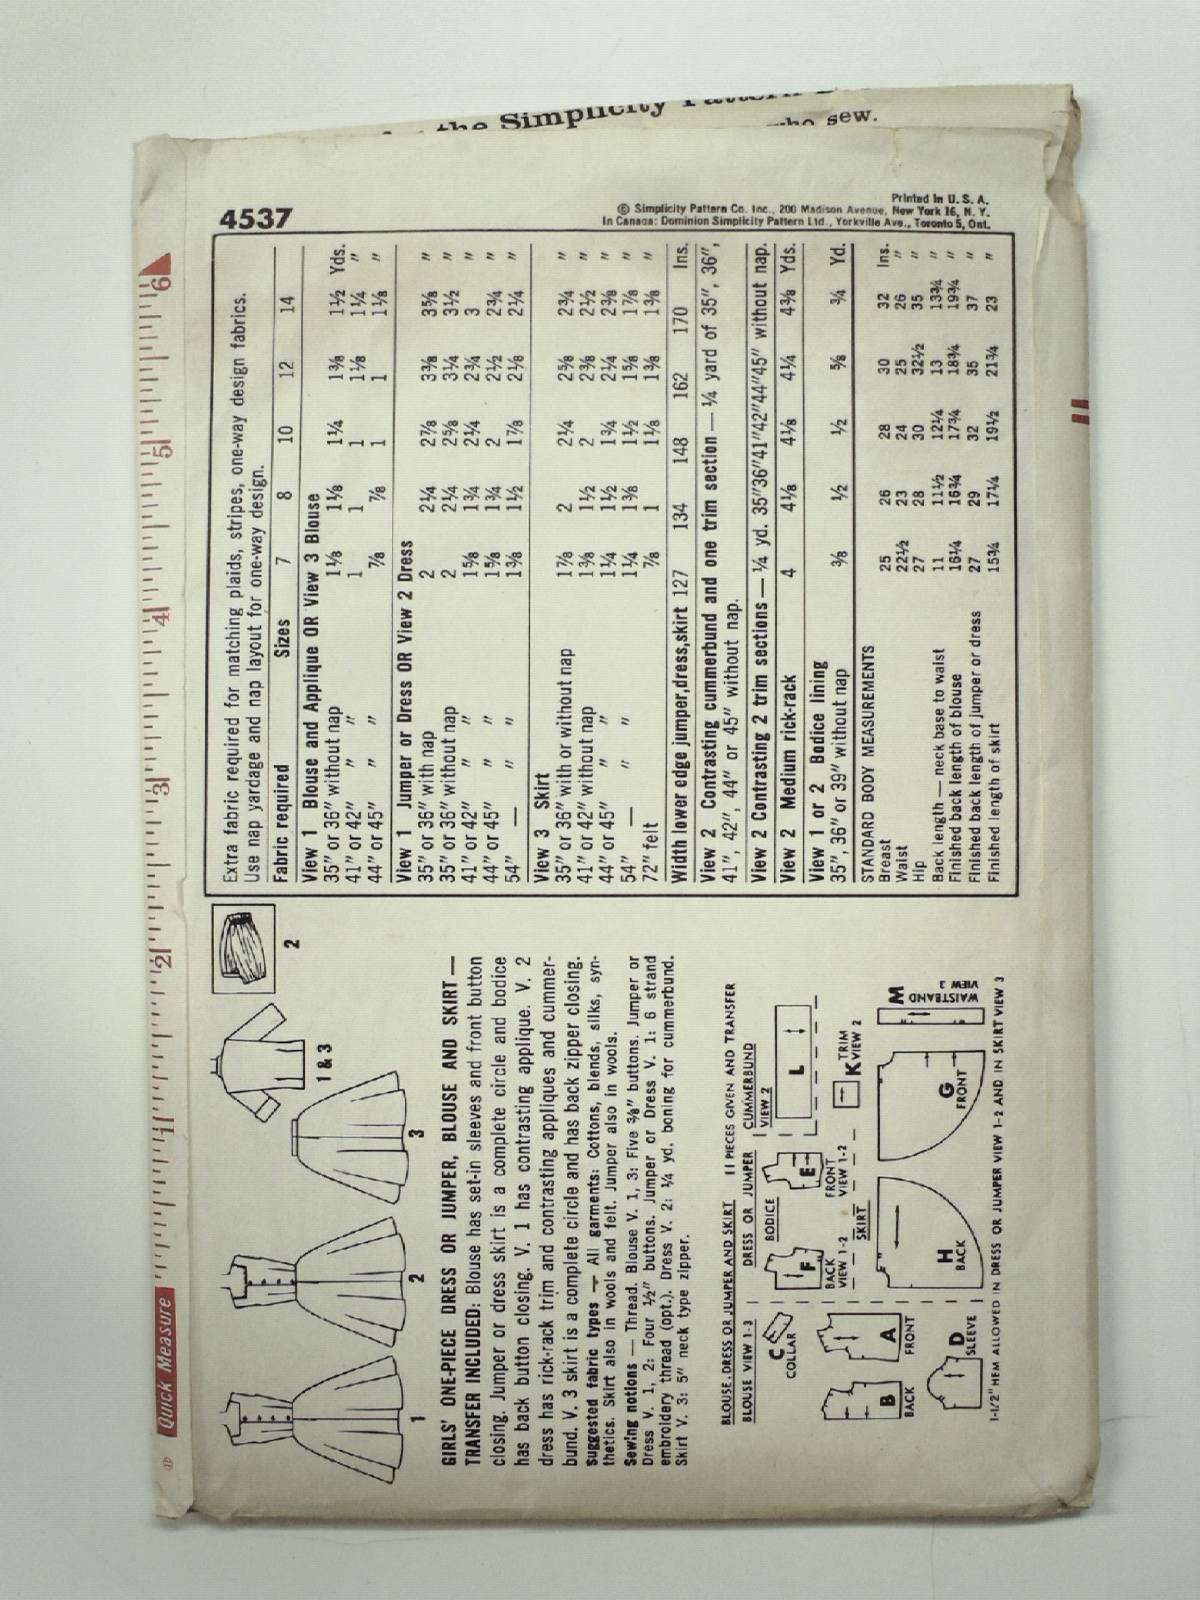 for the Simplicity Pattern
who sew.
4537
© Simplicity Pattern Co. Inc., 200 Madison Avenue, New York 16, N. Y.
Printed in U. S. A.
In Canada: Dominion Simplicity Pattern Ltd., Yorkville Ave., Toronto 5, Ont.
Quick Measure 1 2 3 4 5 6
1 2 3 1 & 3 2
GIRLS' ONE-PIECE DRESS OR JUMPER, BLOUSE AND SKIRT —
TRANSFER INCLUDED: Blouse has set-in sleeves and front button
closing. Jumper or dress skirt is a complete circle and bodice
has back button closing. V. 1 has contrasting applique. V. 2
dress has rick-rack trim and contrasting appliques and cummer-
bund. V. 3 skirt is a complete circle and has back zipper closing.
Suggested fabric types — All garments: Cottons, blends, silks, syn-
thetics. Skirt also in wools and felt. Jumper also in wools.
Sewing notions — Thread. Blouse V. 1, 3: Five ⅜" buttons. Jumper or
Dress V. 1, 2: Four ½" buttons. Jumper or Dress V. 1: 6 strand
embroidery thread (opt.). Dress V. 2: ¼ yd. boning for cummerbund.
Skirt V. 3: 5" neck type zipper.
BLOUSE, DRESS OR JUMPER AND SKIRT 11 PIECES GIVEN AND TRANSFER
BLOUSE VIEW 1-3 DRESS OR JUMPER CUMMERBUND
VIEW 2
BODICE
C COLLAR
F BACK VIEW 1-2
E FRONT VIEW 1-2
L
K TRIM VIEW 2
SKIRT
B BACK
A FRONT
D SLEEVE
H BACK
G FRONT
M WAISTBAND VIEW 3
1-1/2" HEM ALLOWED IN DRESS OR JUMPER VIEW 1-2 AND IN SKIRT VIEW 3
Extra fabric required for matching plaids, stripes, one-way design fabrics.
Use nap yardage and nap layout for one-way design.
Fabric required Sizes 7 8 10 12 14
View 1 Blouse and Applique OR View 3 Blouse
35" or 36" without nap 1⅛ 1⅛ 1¼ 1⅜ 1½ Yds.
41" or 42" " " 1 1 1 1⅛ 1¼ "
44" or 45" " " ⅞ ⅞ 1 1 1⅛ "
View 1 Jumper or Dress OR View 2 Dress
35" or 36" with nap 2 2¼ 2⅞ 3⅜ 3⅝ "
35" or 36" without nap 2 2¼ 2⅝ 3¼ 3½ "
41" or 42" " " 1⅝ 1¾ 2¼ 2¾ 3 "
44" or 45" " " 1⅝ 1¾ 2 2½ 2¾ "
54" — " 1⅜ 1½ 1⅞ 2⅛ 2¼ "
View 3 Skirt
35" or 36" with or without nap 1⅞ 2 2¼ 2⅝ 2¾ "
41" or 42" without nap 1⅜ 1½ 2 2⅜ 2½ "
44" or 45" " " 1¼ 1½ 1¾ 2¼ 2⅜ "
54" — " 1¼ 1⅜ 1½ 1⅝ 1⅞ "
72" felt ⅞ 1 1⅛ 1⅜ 1⅜ "
Width lower edge jumper,dress,skirt 127 134 148 162 170 Ins.
View 2 Contrasting cummerbund and one trim section — ¼ yard of 35", 36",
41", 42", 44" or 45" without nap.
View 2 Contrasting 2 trim sections — ¼ yd. 35"36"41"42"44"45" without nap.
View 2 Medium rick-rack 4 4⅛ 4⅛ 4¼ 4⅜ Yds.
View 1 or 2 Bodice lining
35", 36" or 39" without nap ⅜ ½ ½ ⅝ ¾ Yd.
STANDARD BODY MEASUREMENTS
Breast 25 26 28 30 32 Ins.
Waist 22½ 23 24 25 26 "
Hip 27 28 30 32½ 35 "
Back length — neck base to waist 11 11½ 12¼ 13 13¾ "
Finished back length of blouse 16¼ 16¾ 17¾ 18¾ 19¾ "
Finished back length of jumper or dress 27 29 32 35 37 "
Finished length of skirt 15¾ 17¼ 19½ 21¾ 23 "